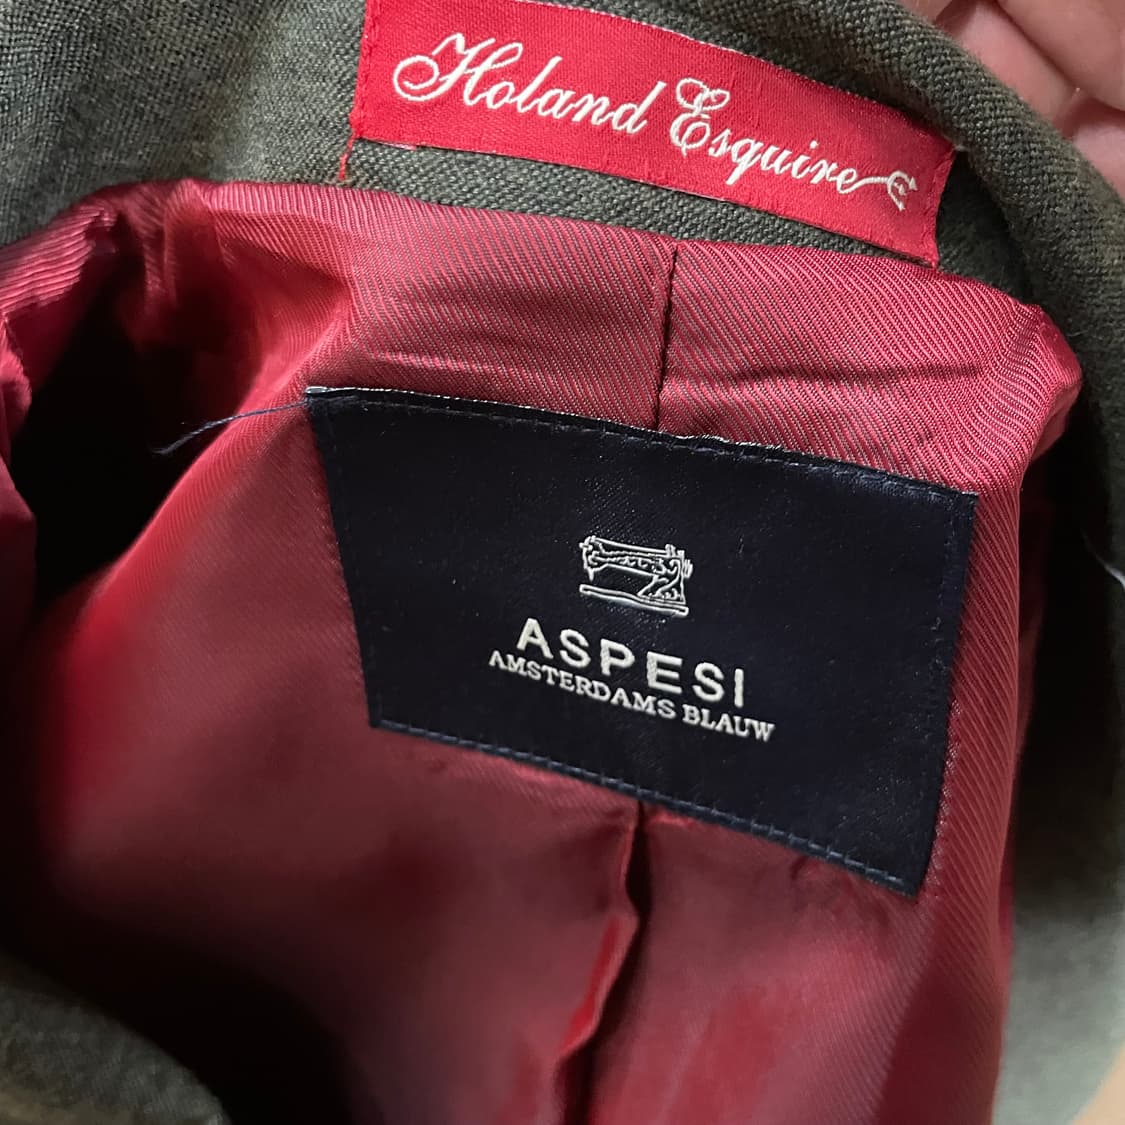 Holand Esquire
ASPESI
AMSTERDAMS BLAUW